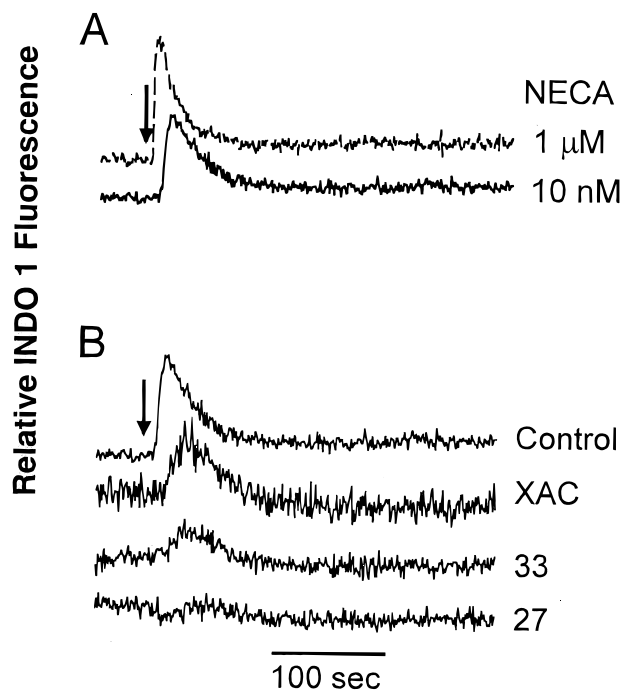 A
Relative INDO 1 Fluorescence
NECA
1 μM
10 nM
B
Control
XAC
33
27
100 sec